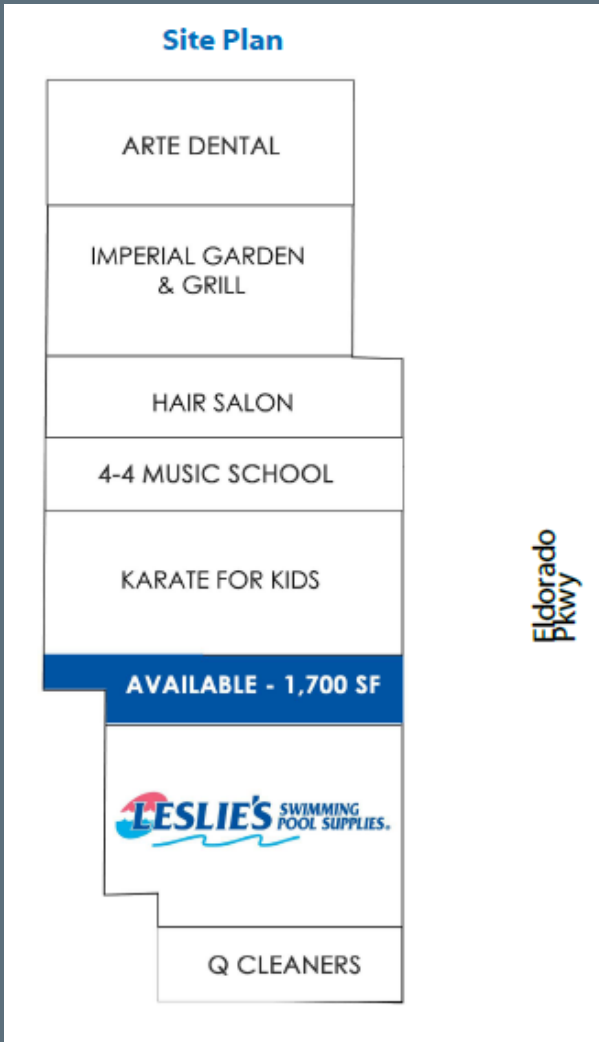 Site Plan
ARTE DENTAL
IMPERIAL GARDEN
& GRILL
HAIR SALON
4-4 MUSIC SCHOOL
KARATE FOR KIDS
AVAILABLE - 1,700 SF
LESLIE'S SWIMMING
POOL SUPPLIES.
Q CLEANERS
Eldorado
Pkwy